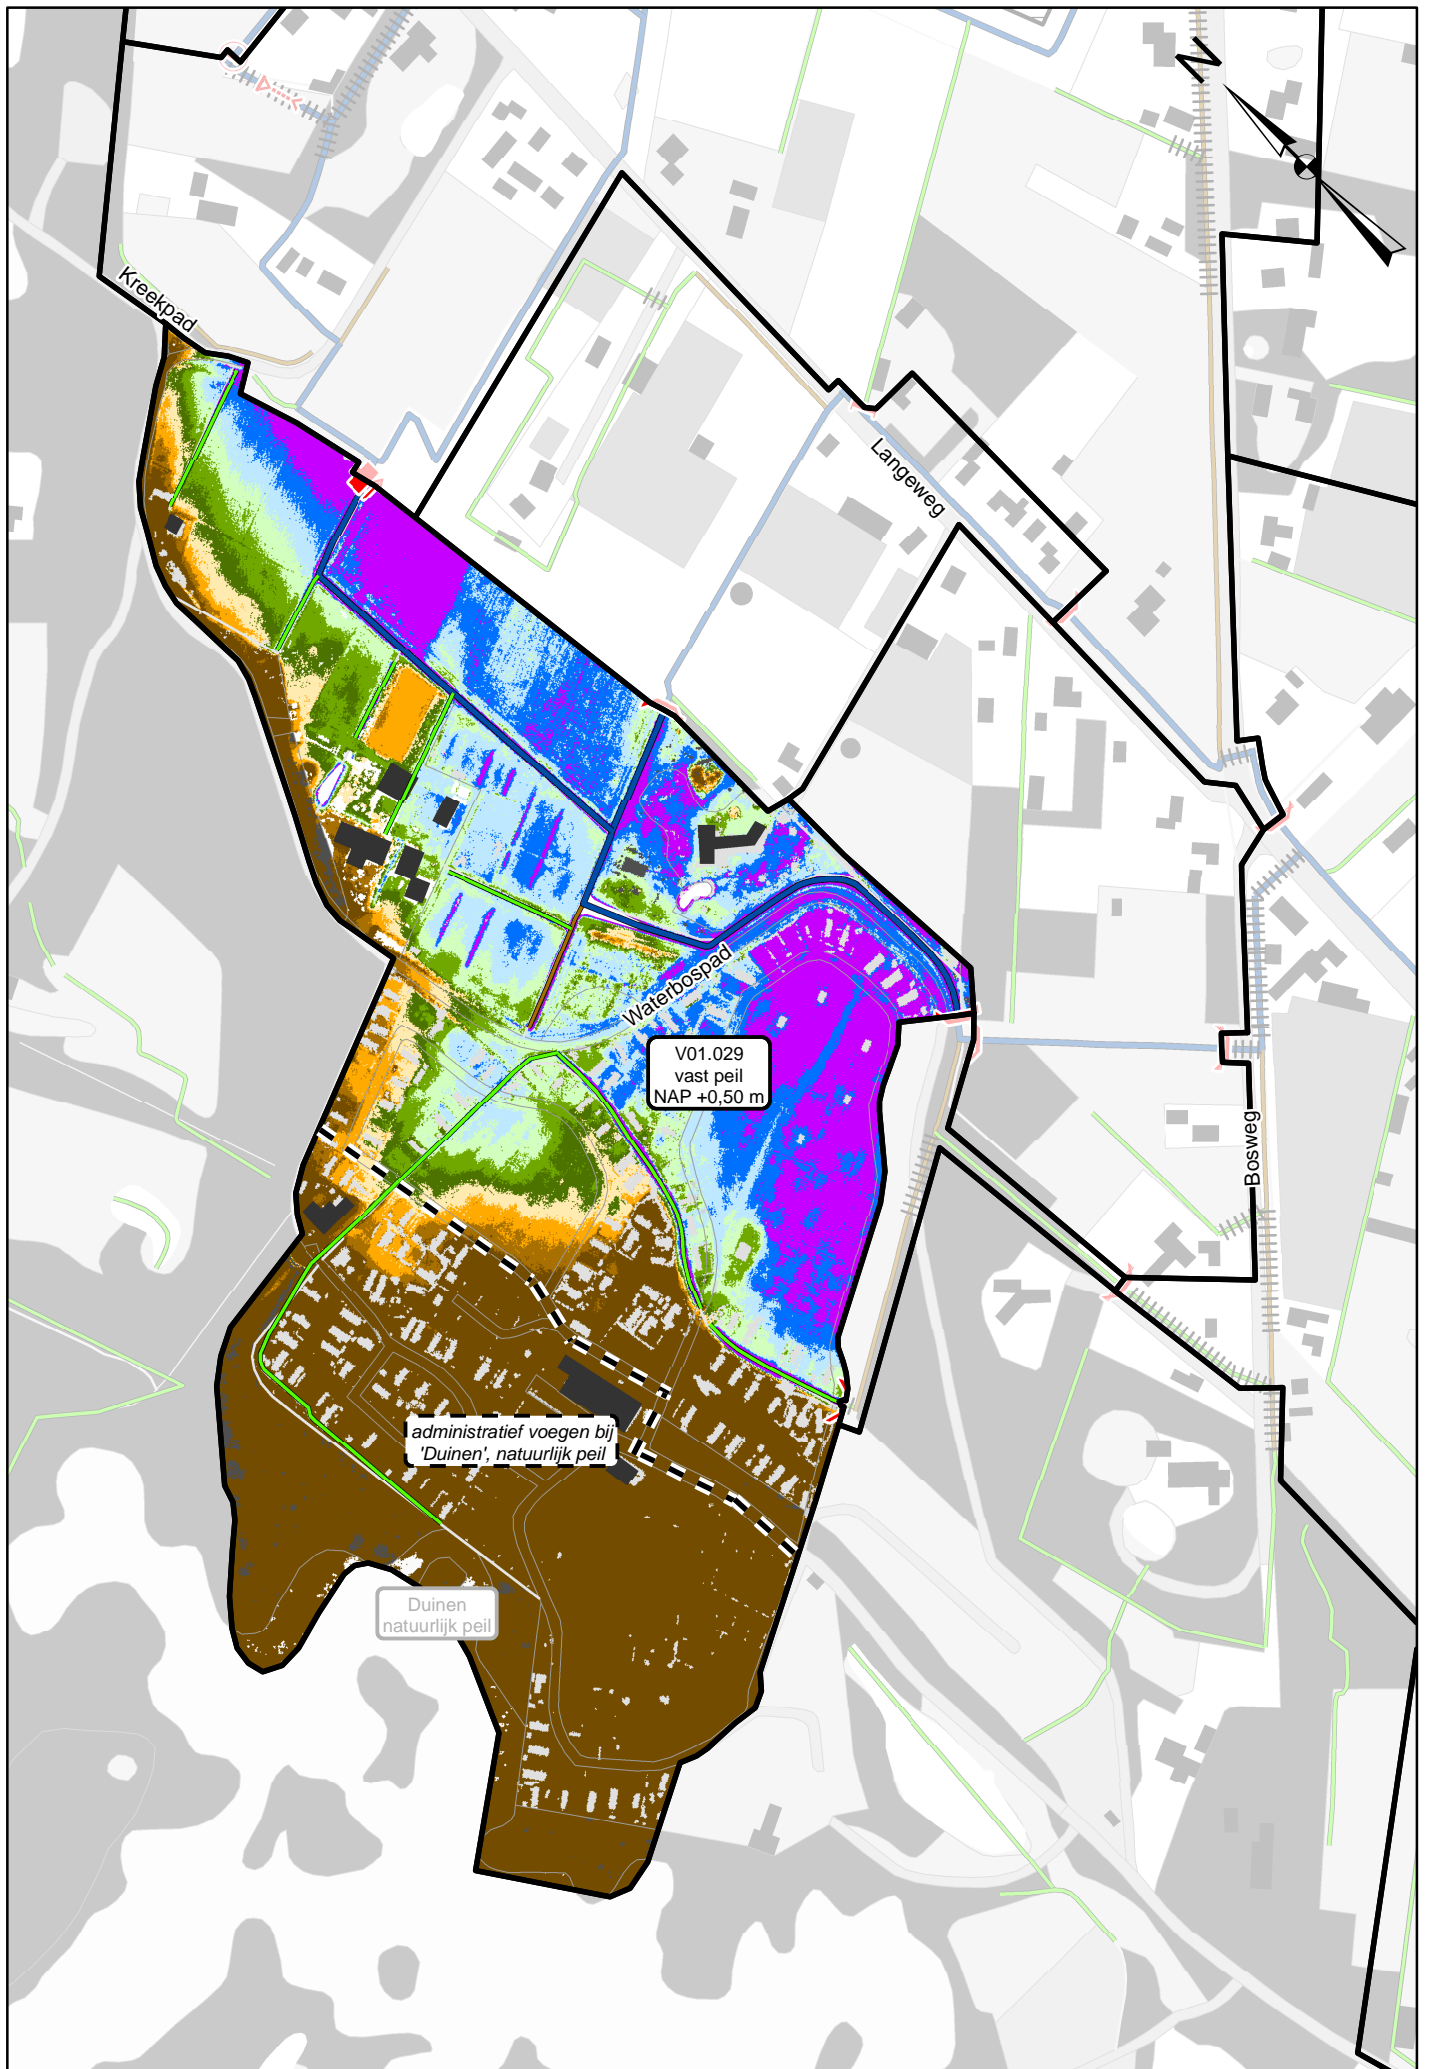 N
Kreekpad
Langeweg
Waterbospad
V01.029
vast peil
NAP +0,50 m
Bosweg
administratief voegen bij
'Duinen', natuurlijk peil
Duinen
natuurlijk peil